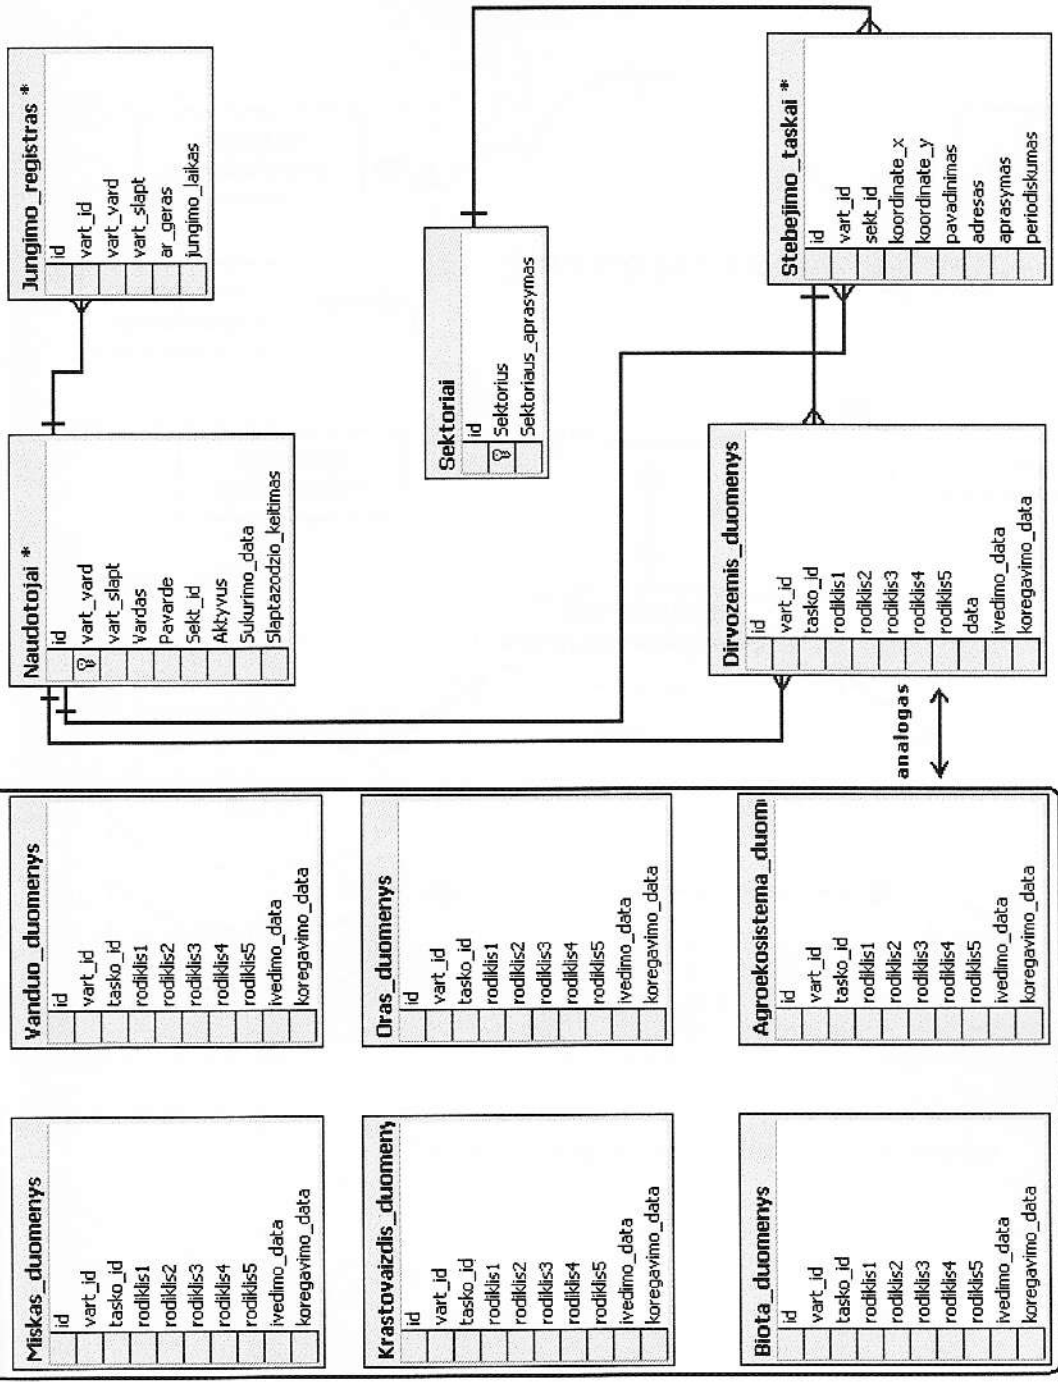 Miskas_duomenys
id
vart_id
tasko_id
rodiklis1
rodiklis2
rodiklis3
rodiklis4
rodiklis5
ivedimo_data
koregavimo_data
Vanduo_duomenys
id
vart_id
tasko_id
rodiklis1
rodiklis2
rodiklis3
rodiklis4
rodiklis5
ivedimo_data
koregavimo_data
Naudotojai *
id
vart_vard
vart_slapt
Vardas
Pavarde
Sekt_id
Aktyvus
Sukurimo_data
Slaptazodzio_keitimas
Jungimo_registras *
id
vart_id
vart_vard
vart_slapt
ar_geras
jungimo_laikas
Krastovaizdis_duomeny
id
vart_id
tasko_id
rodiklis1
rodiklis2
rodiklis3
rodiklis4
rodiklis5
ivedimo_data
koregavimo_data
Oras_duomenys
id
vart_id
tasko_id
rodiklis1
rodiklis2
rodiklis3
rodiklis4
rodiklis5
ivedimo_data
koregavimo_data
Sektoriai
id
Sektorius
Sektoriaus_aprasymas
Biota_duomenys
id
vart_id
tasko_id
rodiklis1
rodiklis2
rodiklis3
rodiklis4
rodiklis5
ivedimo_data
koregavimo_data
Agroekosistema_duom
id
vart_id
tasko_id
rodiklis1
rodiklis2
rodiklis3
rodiklis4
rodiklis5
ivedimo_data
koregavimo_data
analogas
Dirvozemis_duomenys
id
vart_id
tasko_id
rodiklis1
rodiklis2
rodiklis3
rodiklis4
rodiklis5
data
ivedimo_data
koregavimo_data
Stebejimo_taskai *
id
vart_id
sekt_id
koordinate_x
koordinate_y
pavadinimas
adresas
aprasymas
periodiskumas